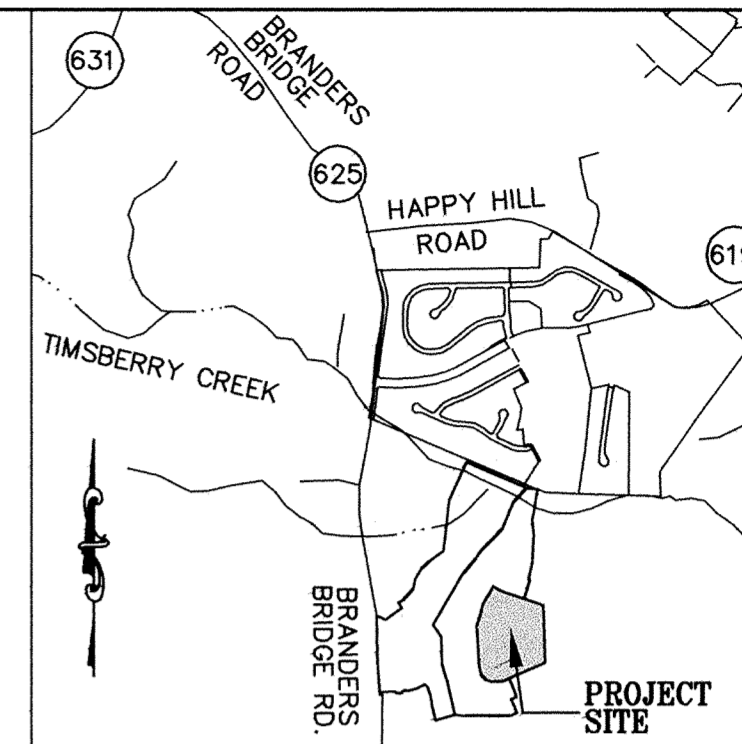 631
BRANDERS
BRIDGE
ROAD
625
HAPPY HILL
ROAD
TIMSBERRY CREEK
BRANDERS
BRIDGE RD.
PROJECT
SITE